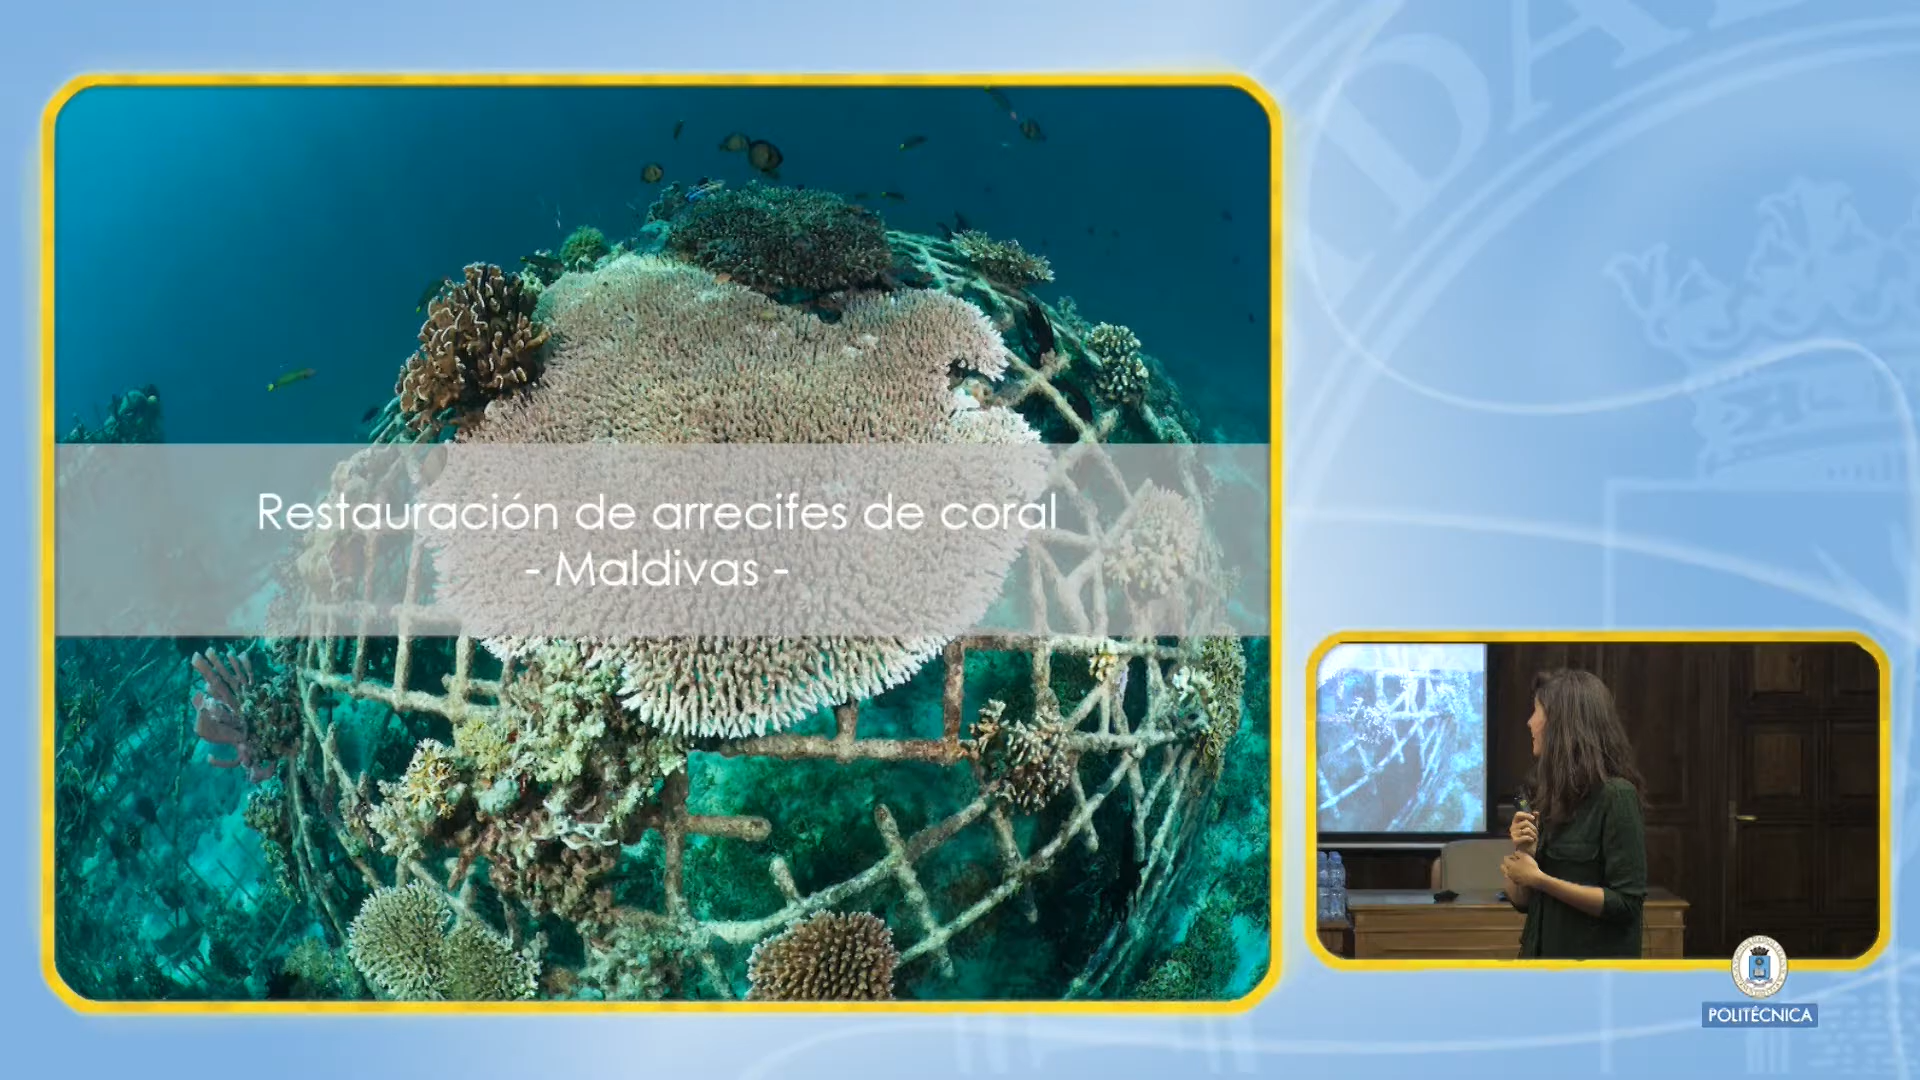 Restauración de arrecifes de coral
- Maldivas -
POLITÉCNICA